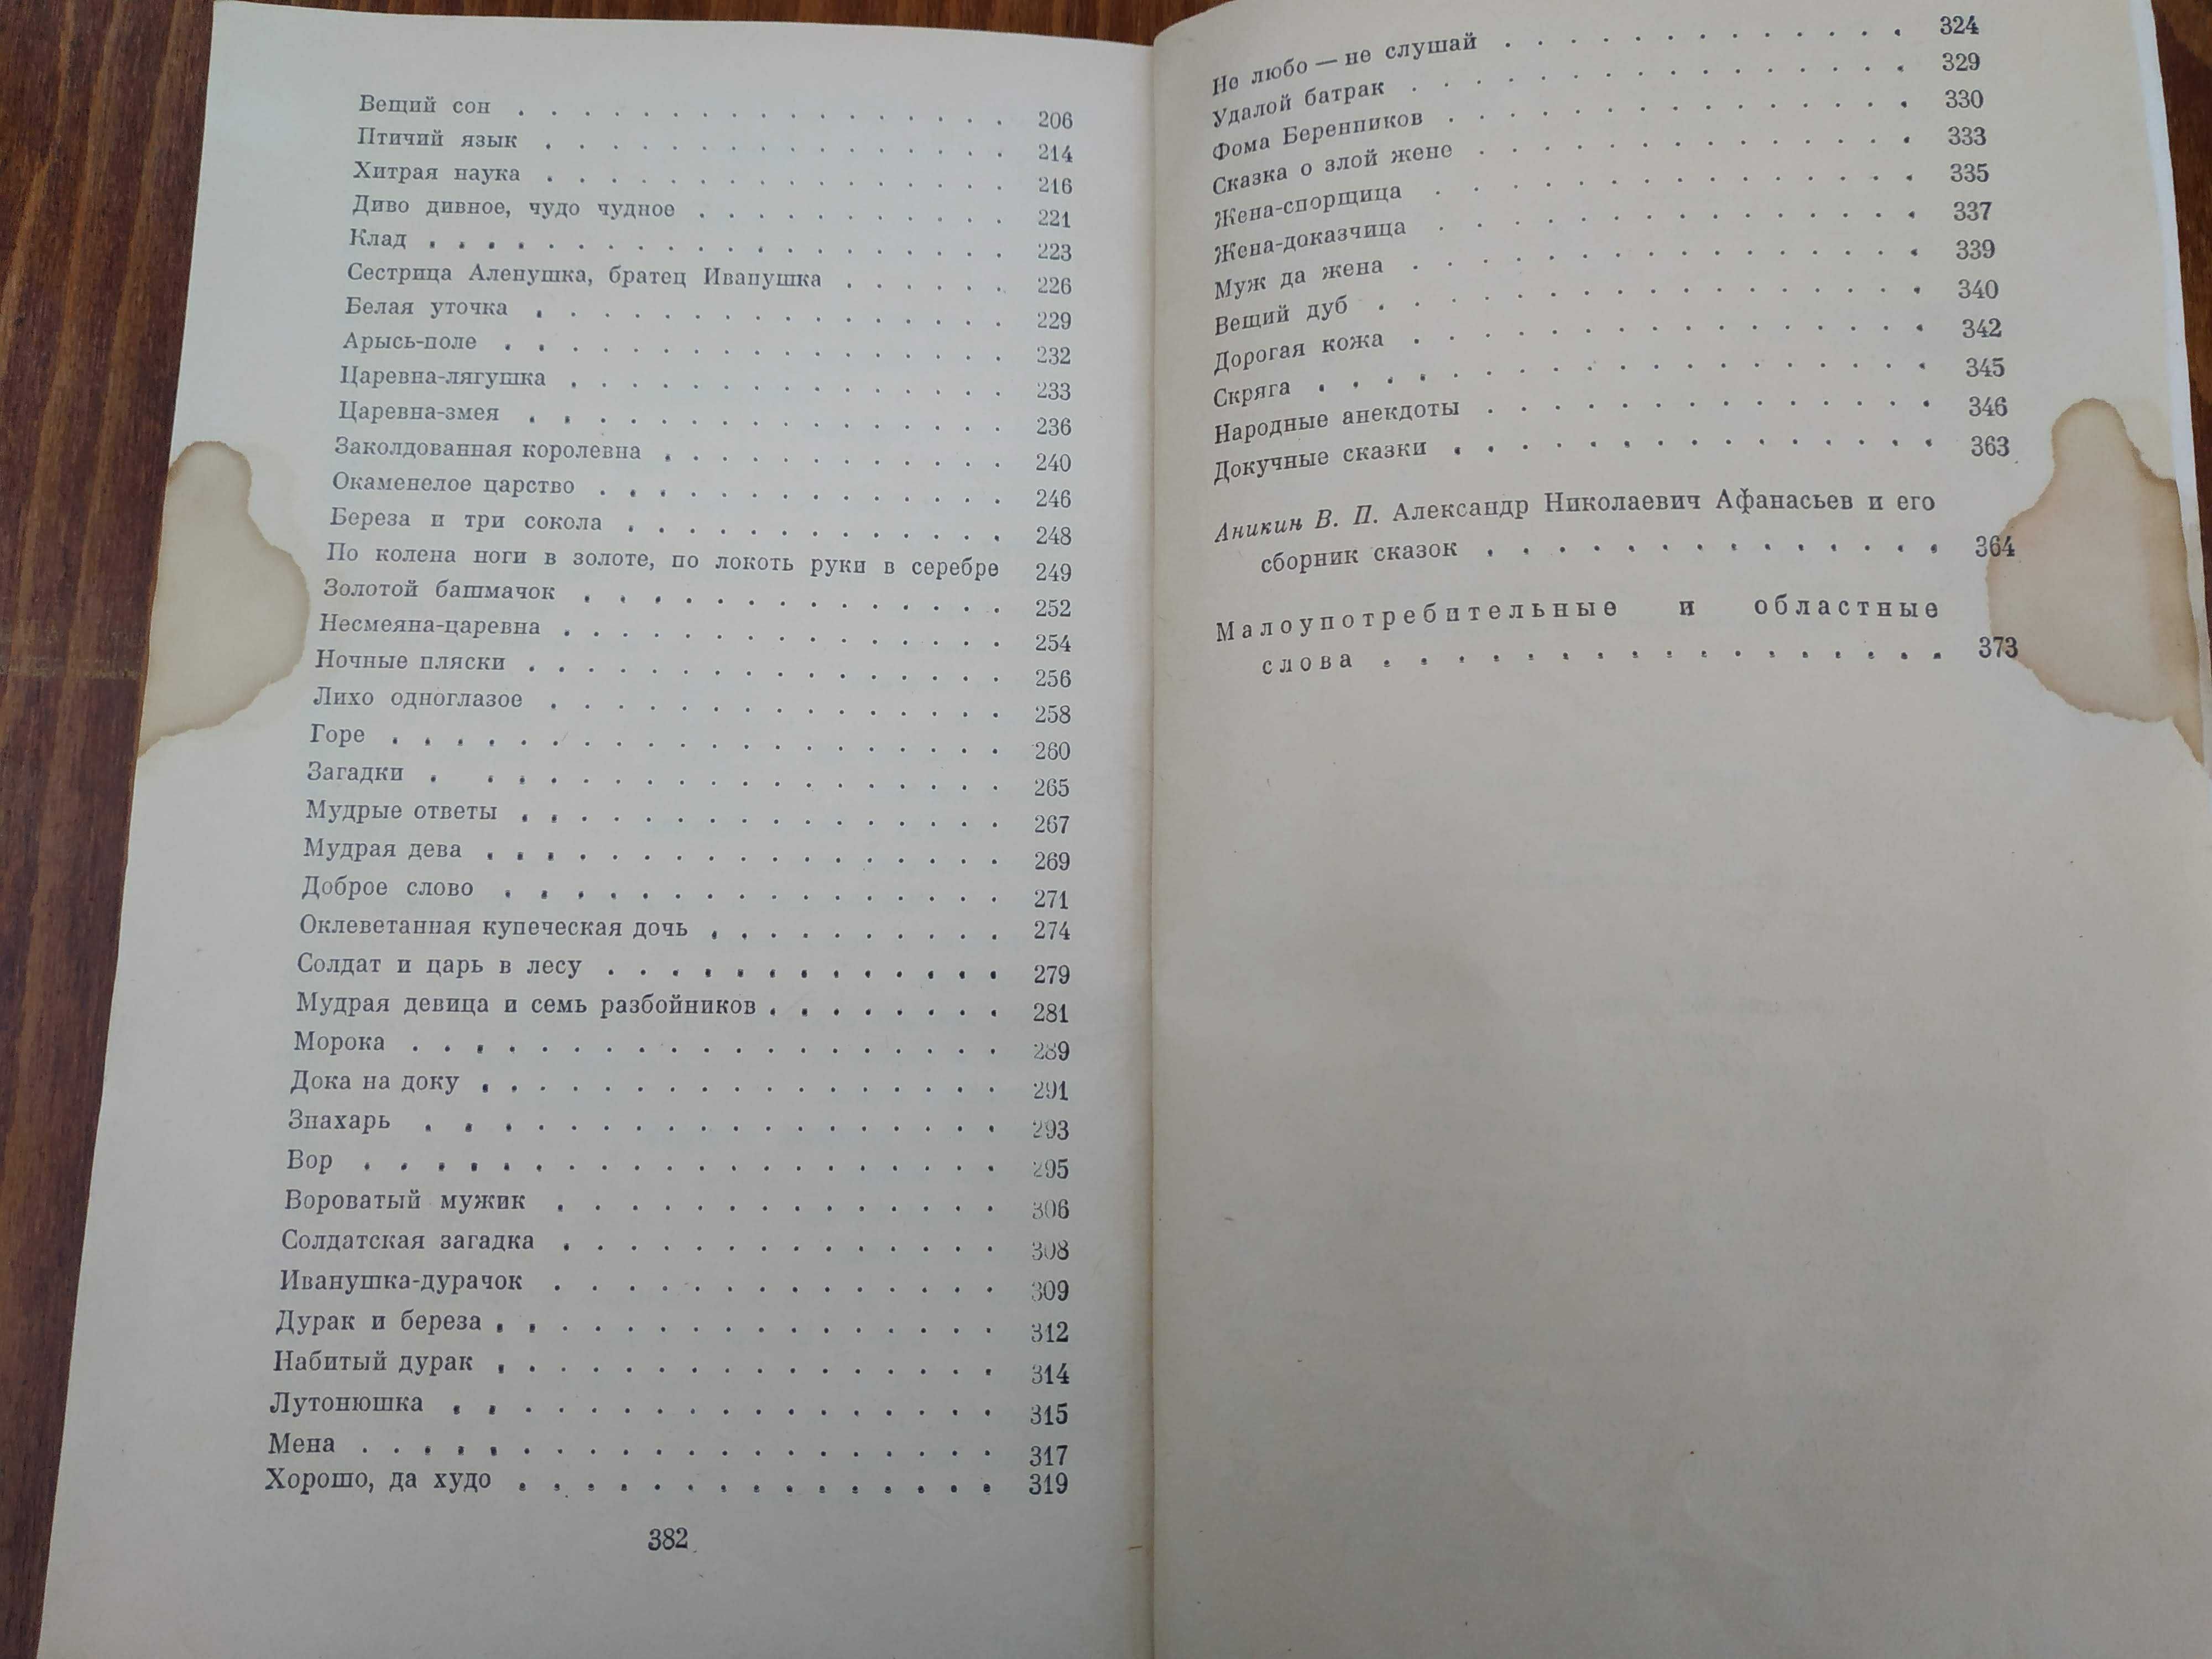 Вещий сон . . . . . . . . . . . . . . . 206
Птичий язык . . . . . . . . . . . . . . 214
Хитрая наука . . . . . . . . . . . . . . 216
Диво дивное, чудо чудное . . . . . . . . . . 221
Клад . . . . . . . . . . . . . . . . . 223
Сестрица Аленушка, братец Иванушка . . . . . . 226
Белая уточка . . . . . . . . . . . . . . 229
Арысь-поле . . . . . . . . . . . . . . . 232
Царевна-лягушка . . . . . . . . . . . . . 233
Царевна-змея . . . . . . . . . . . . . . 236
Заколдованная королевна . . . . . . . . . . . 240
Окаменелое царство . . . . . . . . . . . . 246
Береза и три сокола . . . . . . . . . . . . 248
По колена ноги в золоте, по локоть руки в серебре 249
Золотой башмачок . . . . . . . . . . . . . 252
Несмеяна-царевна . . . . . . . . . . . . . 254
Ночные пляски . . . . . . . . . . . . . . 256
Лихо одноглазое . . . . . . . . . . . . . 258
Горе . . . . . . . . . . . . . . . . . 260
Загадки . . . . . . . . . . . . . . . . 265
Мудрые ответы . . . . . . . . . . . . . . 267
Мудрая дева . . . . . . . . . . . . . . . 269
Доброе слово . . . . . . . . . . . . . . 271
Оклеветанная купеческая дочь . . . . . . . . . 274
Солдат и царь в лесу . . . . . . . . . . . . 279
Мудрая девица и семь разбойников . . . . . . . . 281
Морока . . . . . . . . . . . . . . . . . 289
Дока на доку . . . . . . . . . . . . . . . 291
Знахарь . . . . . . . . . . . . . . . . 293
Вор . . . . . . . . . . . . . . . . . . 295
Вороватый мужик . . . . . . . . . . . . . 306
Солдатская загадка . . . . . . . . . . . . 308
Иванушка-дурачок . . . . . . . . . . . . . 309
Дурак и береза . . . . . . . . . . . . . . 312
Набитый дурак . . . . . . . . . . . . . . 314
Лутонюшка . . . . . . . . . . . . . . . 315
Мена . . . . . . . . . . . . . . . . . 317
Хорошо, да худо . . . . . . . . . . . . . 319
382
Не любо — не слушай . . . . . . . . . . . . 324
Удалой батрак . . . . . . . . . . . . . . 329
Фома Беренников . . . . . . . . . . . . . 330
Сказка о злой жене . . . . . . . . . . . . 333
Жена-спорщица . . . . . . . . . . . . . . 335
Жена-доказчица . . . . . . . . . . . . . . 337
Муж да жена . . . . . . . . . . . . . . . 339
Вещий дуб . . . . . . . . . . . . . . . 340
Дорогая кожа . . . . . . . . . . . . . . 342
Скряга . . . . . . . . . . . . . . . . . 345
Народные анекдоты . . . . . . . . . . . . . 346
Докучные сказки . . . . . . . . . . . . . . 363
Аникин В. П. Александр Николаевич Афанасьев и его
сборник сказок . . . . . . . . . . . . . 364
Малоупотребительные и областные
слова . . . . . . . . . . . . . . . . 373